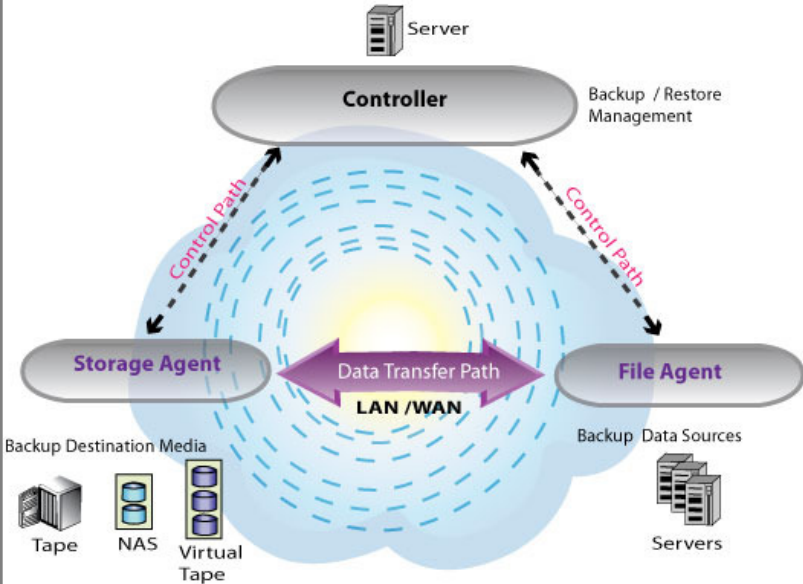 Server
Controller
Backup / Restore
Management
Control Path
Control Path
Storage Agent
Data Transfer Path
File Agent
LAN /WAN
Backup Destination Media
Backup Data Sources
Tape
NAS
Virtual
Tape
Servers